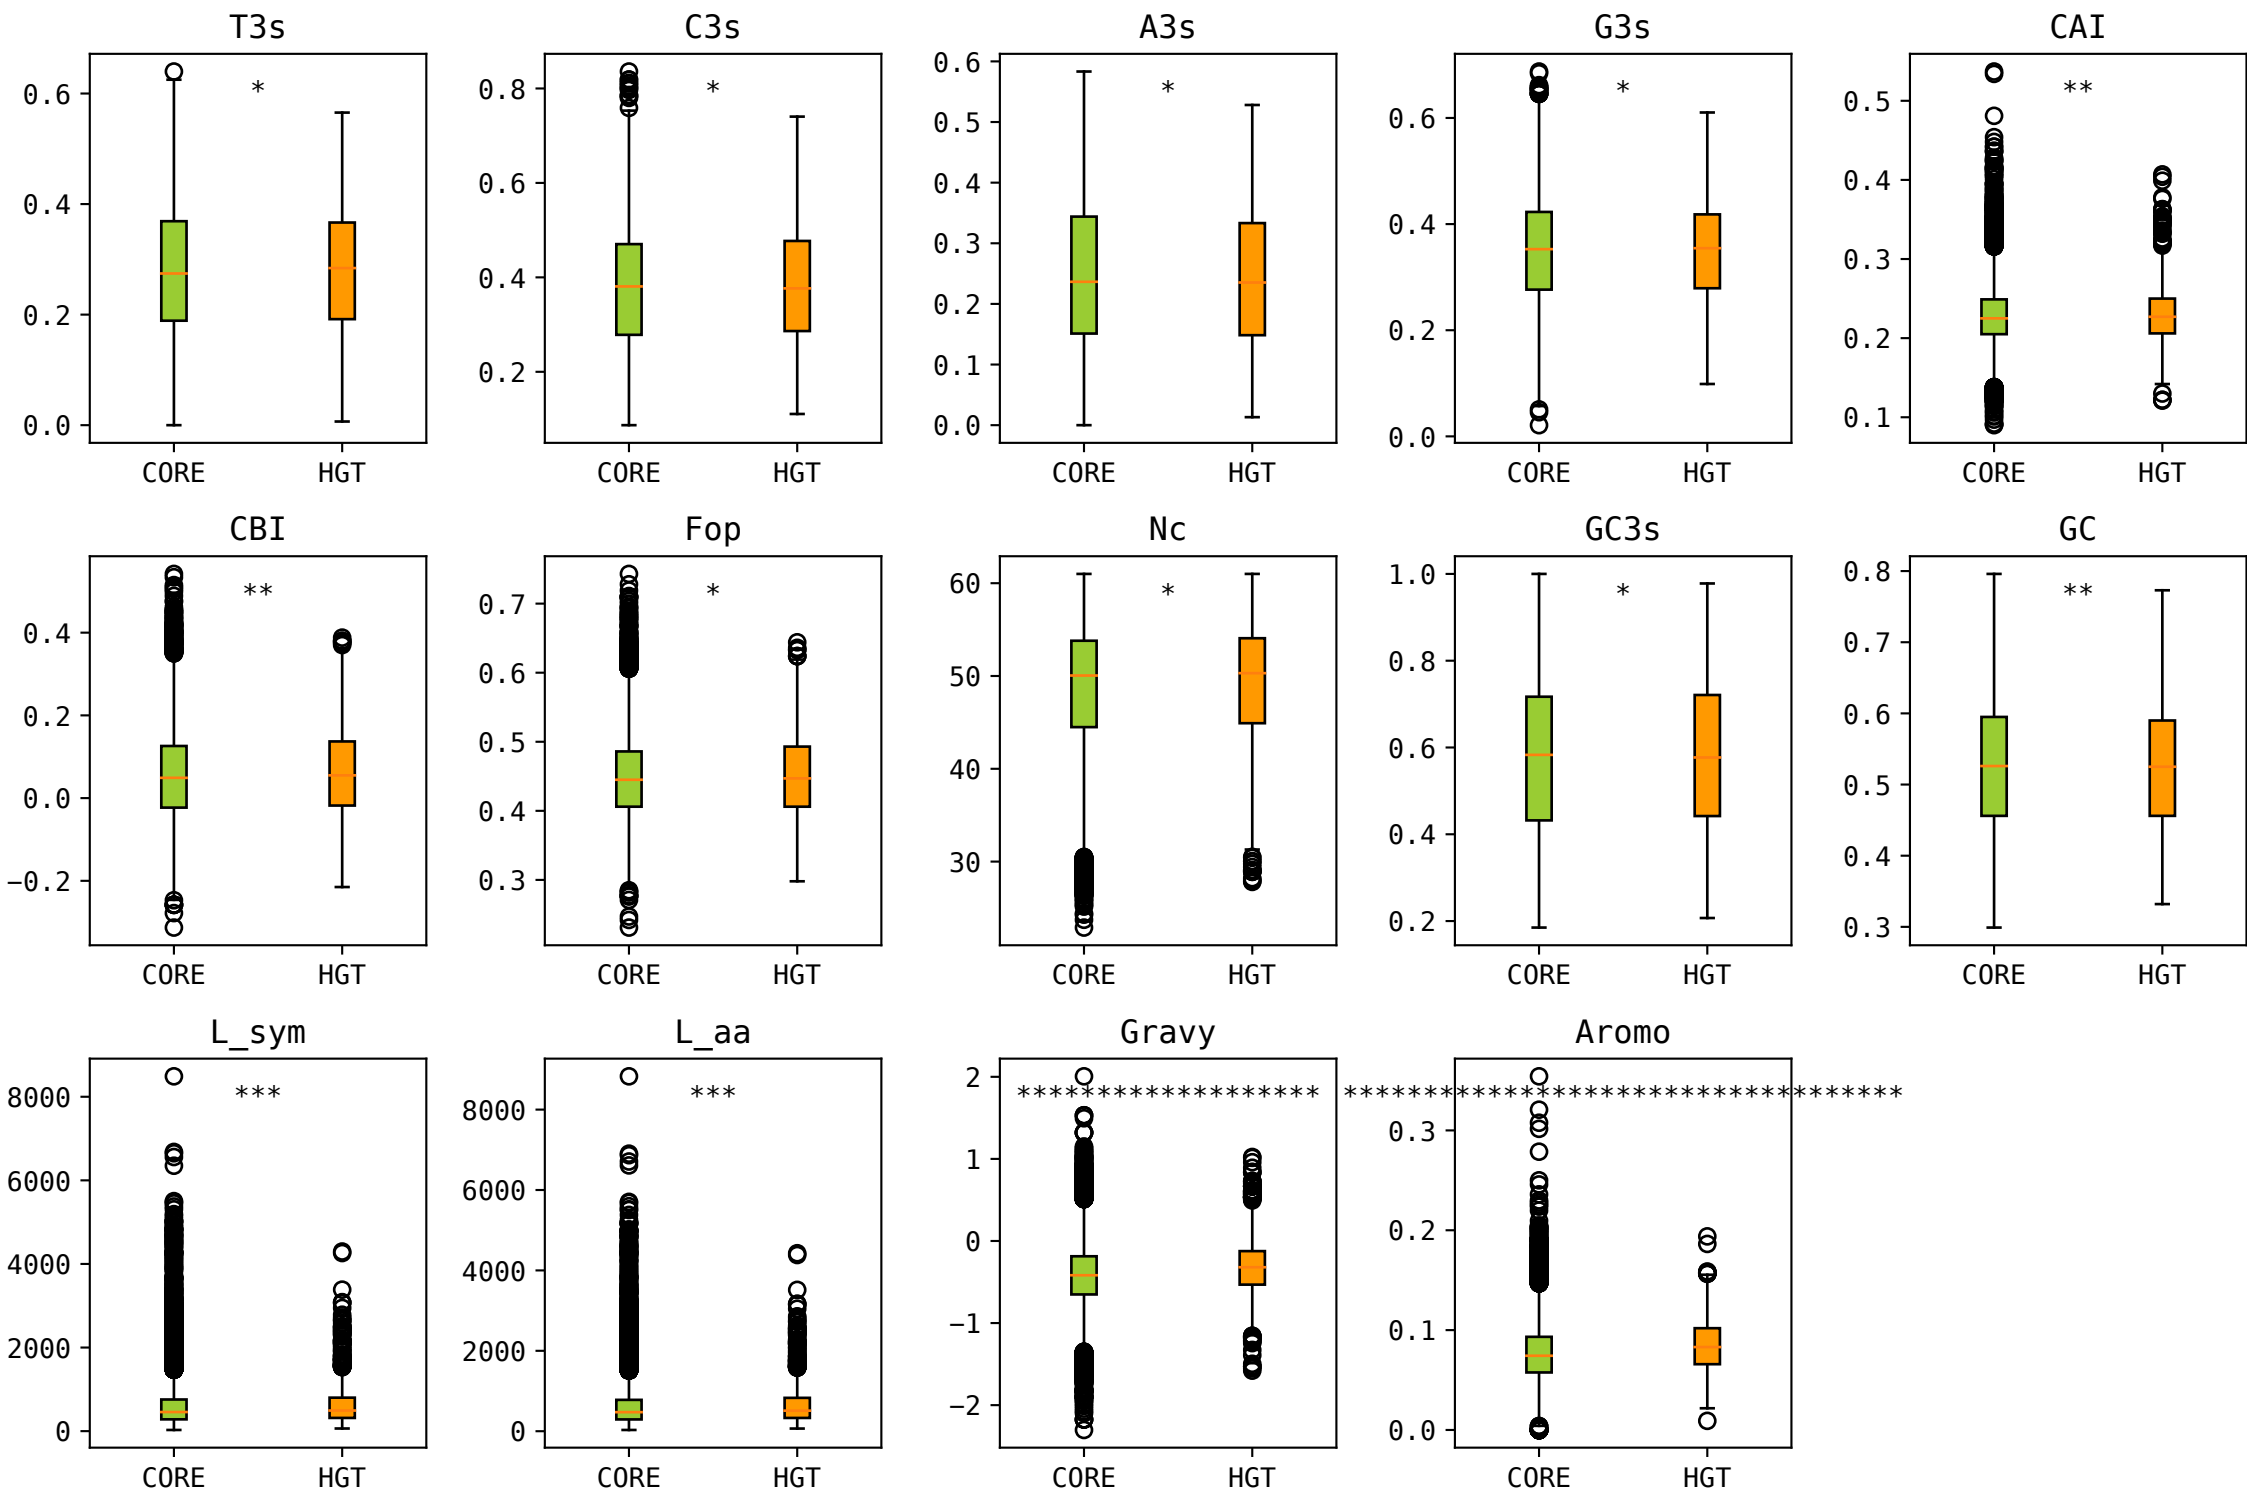 T3s
C3s
A3s
G3s
CAI
0.6
0.4
0.2
0.0
*
CORE
HGT
0.8
0.6
0.4
0.2
*
CORE
HGT
0.6
0.5
0.4
0.3
0.2
0.1
0.0
*
CORE
HGT
0.6
0.4
0.2
0.0
*
CORE
HGT
0.5
0.4
0.3
0.2
0.1
**
CORE
HGT
CBI
0.4
0.2
0.0
−0.2
**
CORE
HGT
Fop
0.7
0.6
0.5
0.4
0.3
*
CORE
HGT
Nc
60
50
40
30
*
CORE
HGT
GC3s
1.0
0.8
0.6
0.4
0.2
*
CORE
HGT
GC
0.8
0.7
0.6
0.5
0.4
0.3
**
CORE
HGT
L_sym
8000
6000
4000
2000
0
***
CORE
HGT
L_aa
8000
6000
4000
2000
0
***
CORE
HGT
Gravy
2
1
0
−1
−2
*******************
CORE
HGT
Aromo
0.3
0.2
0.1
0.0
***********************************
CORE
HGT